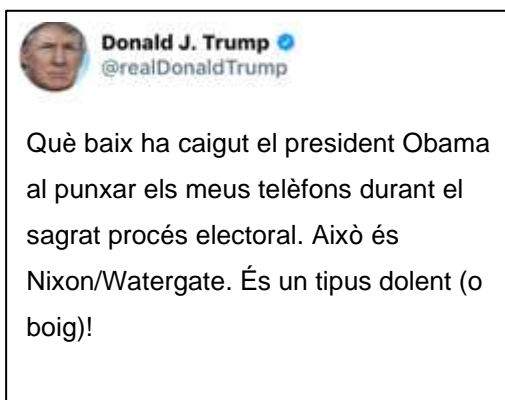 Donald J. Trump
@realDonaldTrump
Què baix ha caigut el president Obama
al punxar els meus telèfons durant el
sagrat procés electoral. Això és
Nixon/Watergate. És un tipus dolent (o
boig)!